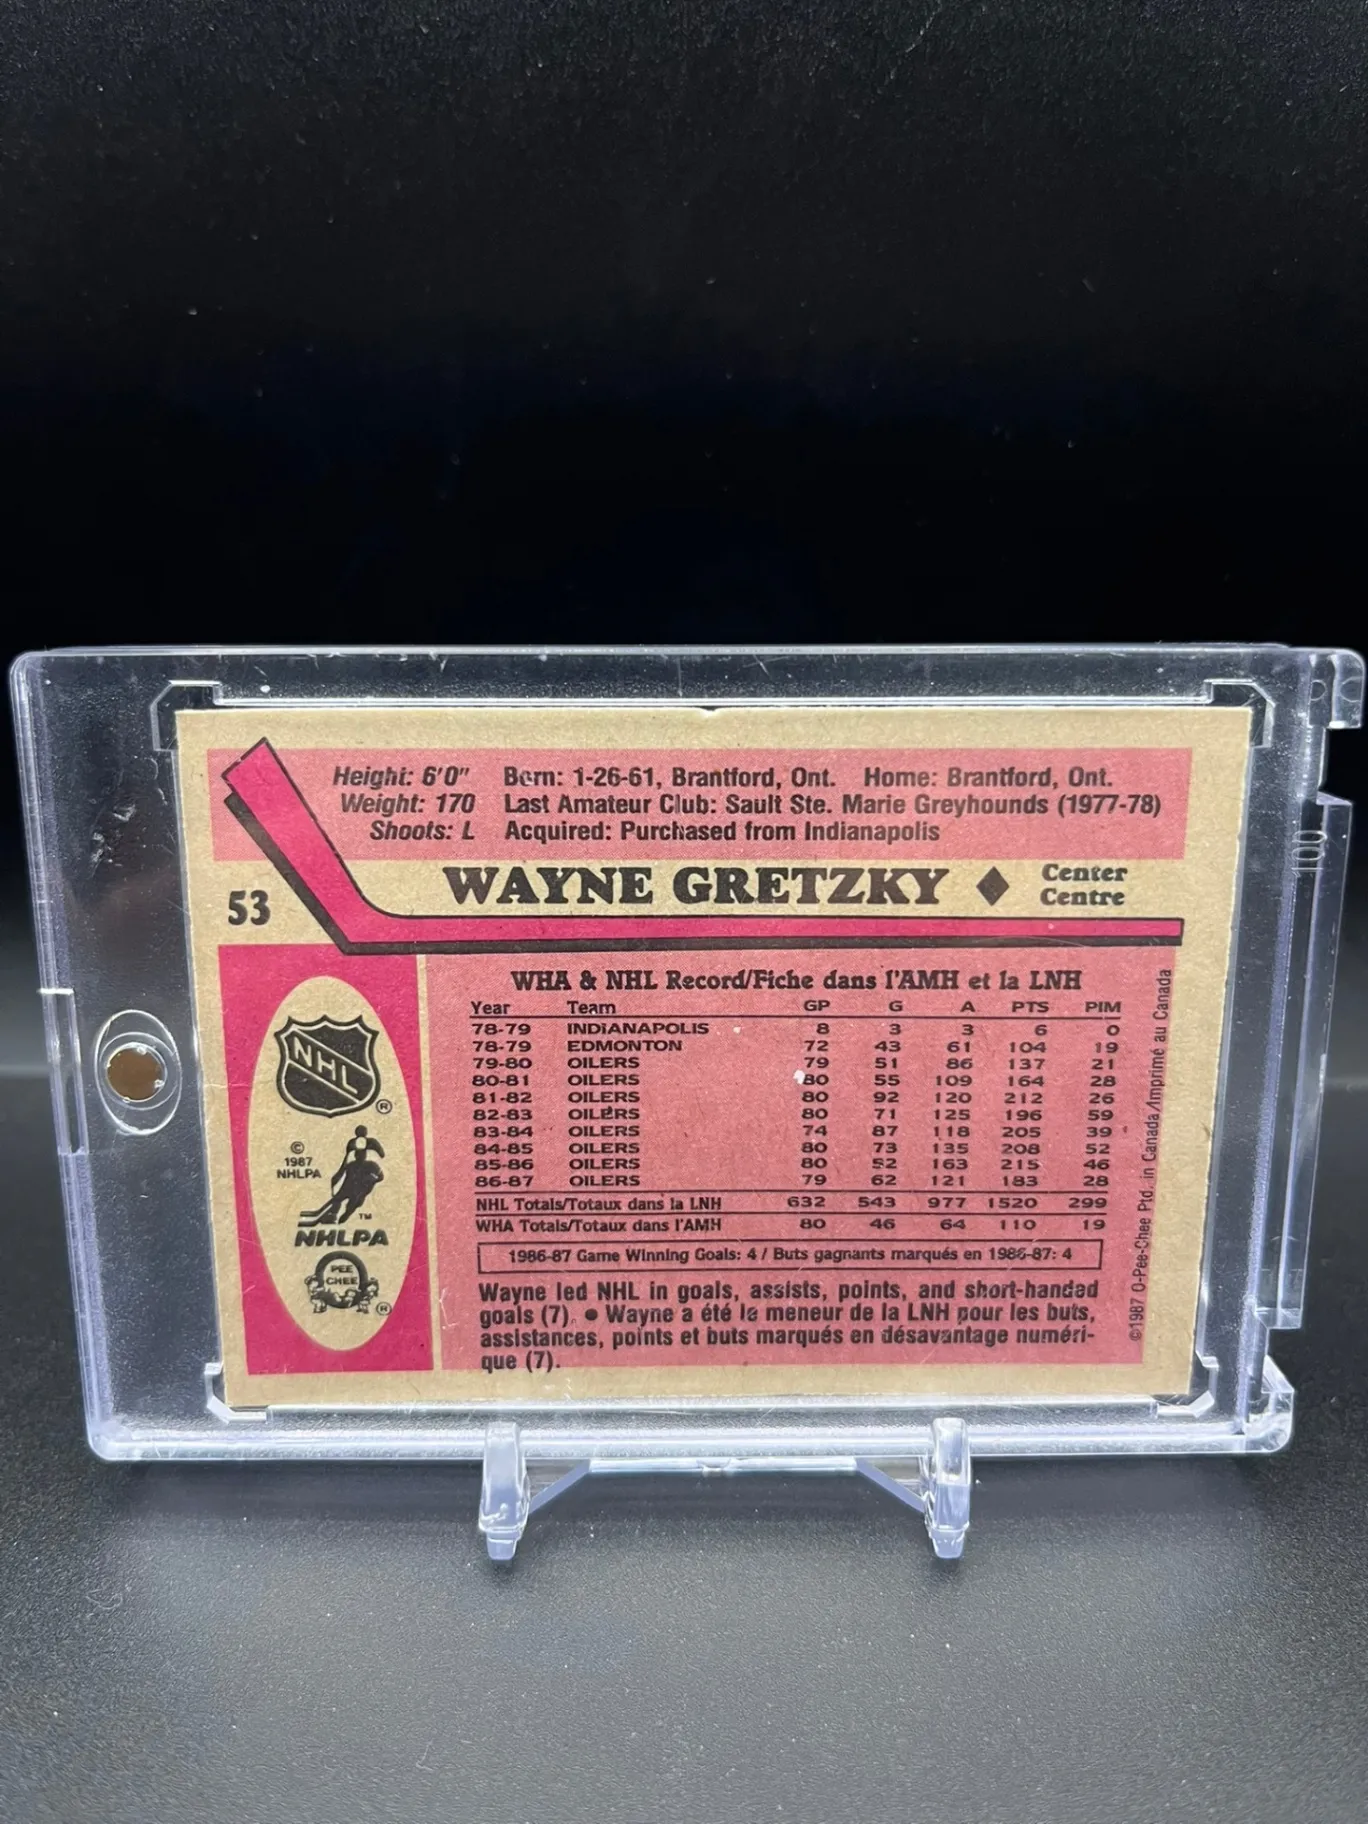 Height: 6'0" Born: 1-26-61, Brantford, Ont. Home: Brantford, Ont.
Weight: 170 Last Amateur Club: Sault Ste. Marie Greyhounds (1977-78)
Shoots: L Acquired: Purchased from Indianapolis
53 WAYNE GRETZKY ◆ Center
Centre
WHA & NHL Record/Fiche dans l'AMH et la LNH
Year Team GP G A PTS PIM
78-79 INDIANAPOLIS 8 3 3 6 0
78-79 EDMONTON 72 43 61 104 19
79-80 OILERS 79 51 86 137 21
80-81 OILERS 80 55 109 164 28
81-82 OILERS 80 92 120 212 26
82-83 OILERS 80 71 125 196 59
83-84 OILERS 74 87 118 205 39
84-85 OILERS 80 73 135 208 52
85-86 OILERS 80 52 163 215 46
86-87 OILERS 79 62 121 183 28
NHL Totals/Totaux dans la LNH 632 543 977 1520 299
WHA Totals/Totaux dans l'AMH 80 46 64 110 19
1986-87 Game Winning Goals: 4 / Buts gagnants marqués en 1986-87: 4
Wayne led NHL in goals, assists, points, and short-handed
goals (7). ● Wayne a été le meneur de la LNH pour les buts,
assistances, points et buts marqués en désavantage numéri-
que (7).
NHL ®
©
1987
NHLPA
TM
NHLPA
O
PEE
CHEE
®
©1987 O-Pee-Chee Ptd. in Canada/Imprimé au Canada
100